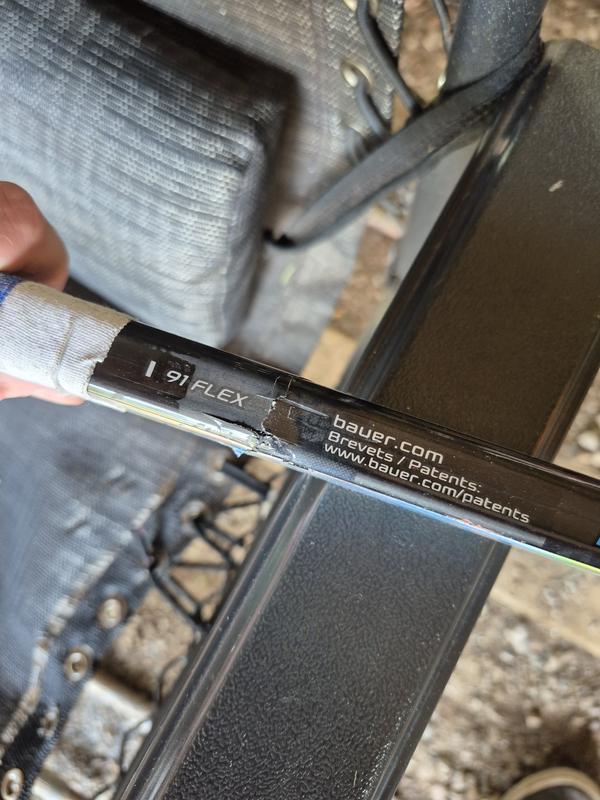 91 FLEX
bauer.com
Brevets / Patents:
www.bauer.com/patents